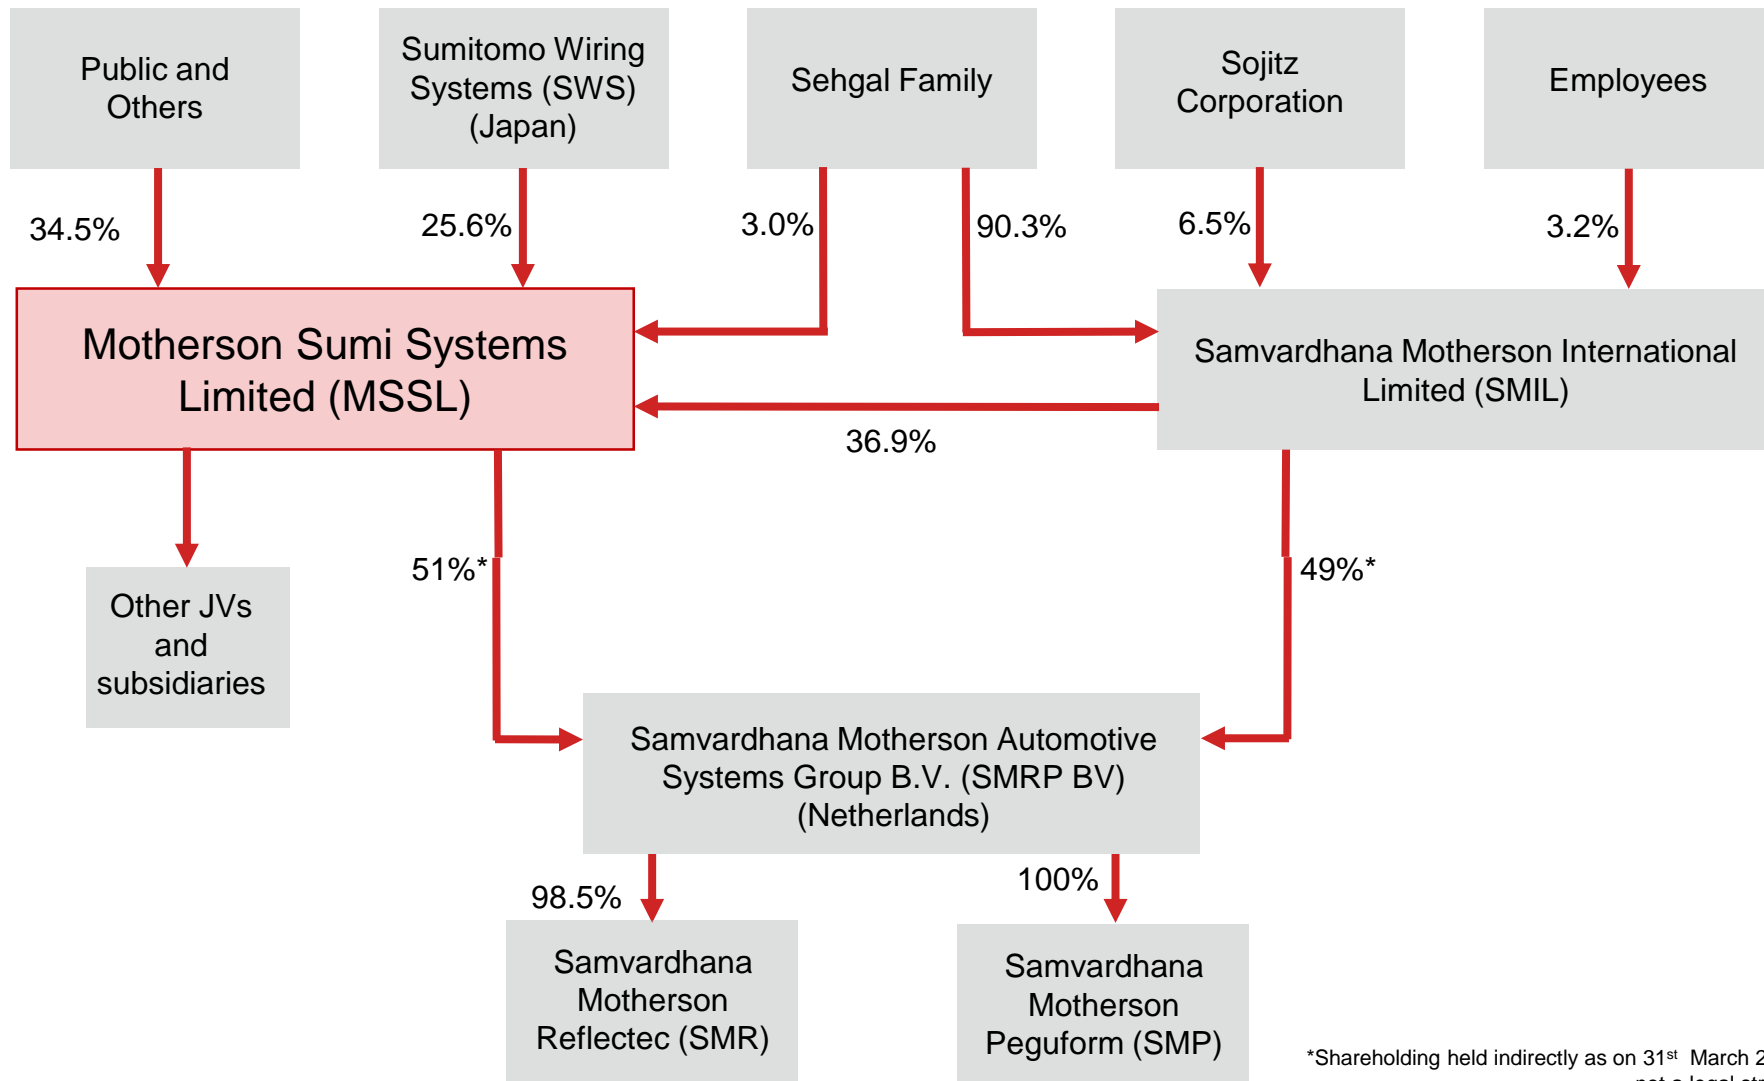 Public and
Others
Sumitomo Wiring
Systems (SWS)
(Japan)
Sehgal Family
Sojitz
Corporation
Employees
34.5%
25.6%
3.0%
90.3%
6.5%
3.2%
Motherson Sumi Systems
Limited (MSSL)
Samvardhana Motherson International
Limited (SMIL)
36.9%
51%*
49%*
Other JVs
and
subsidiaries
Samvardhana Motherson Automotive
Systems Group B.V. (SMRP BV)
(Netherlands)
98.5%
100%
Samvardhana
Motherson
Reflectec (SMR)
Samvardhana
Motherson
Peguform (SMP)
*Shareholding held indirectly as on 31st March 2
not a legal